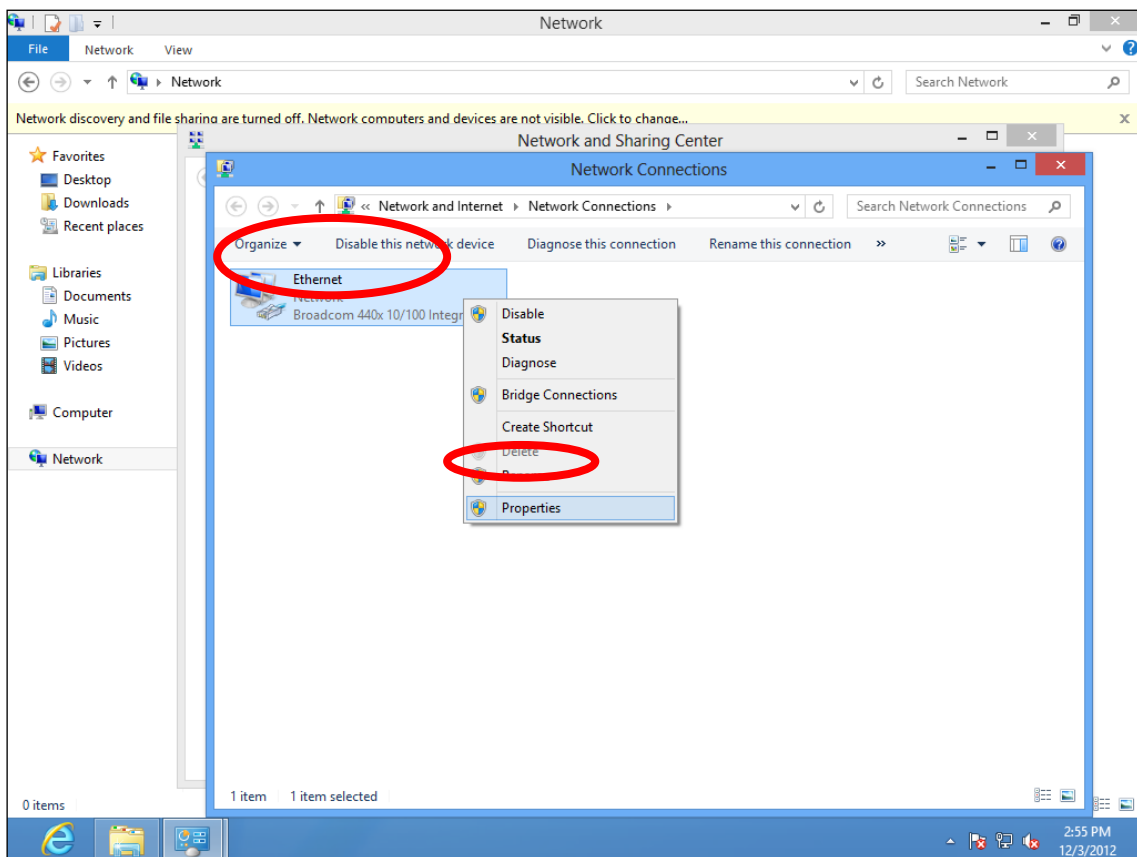 Network
File Network View
Network
Search Network
Network discovery and file sharing are turned off. Network computers and devices are not visible. Click to change...
Favorites
Desktop
Downloads
Recent places
Libraries
Documents
Music
Pictures
Videos
Computer
Network
0 items
Network and Sharing Center
Network Connections
« Network and Internet Network Connections
Search Network Connections
Organize Disable this network device Diagnose this connection Rename this connection »
Ethernet
Network
Broadcom 440x 10/100 Integr
Disable
Status
Diagnose
Bridge Connections
Create Shortcut
Delete
Properties
1 item 1 item selected
2:55 PM
12/3/2012